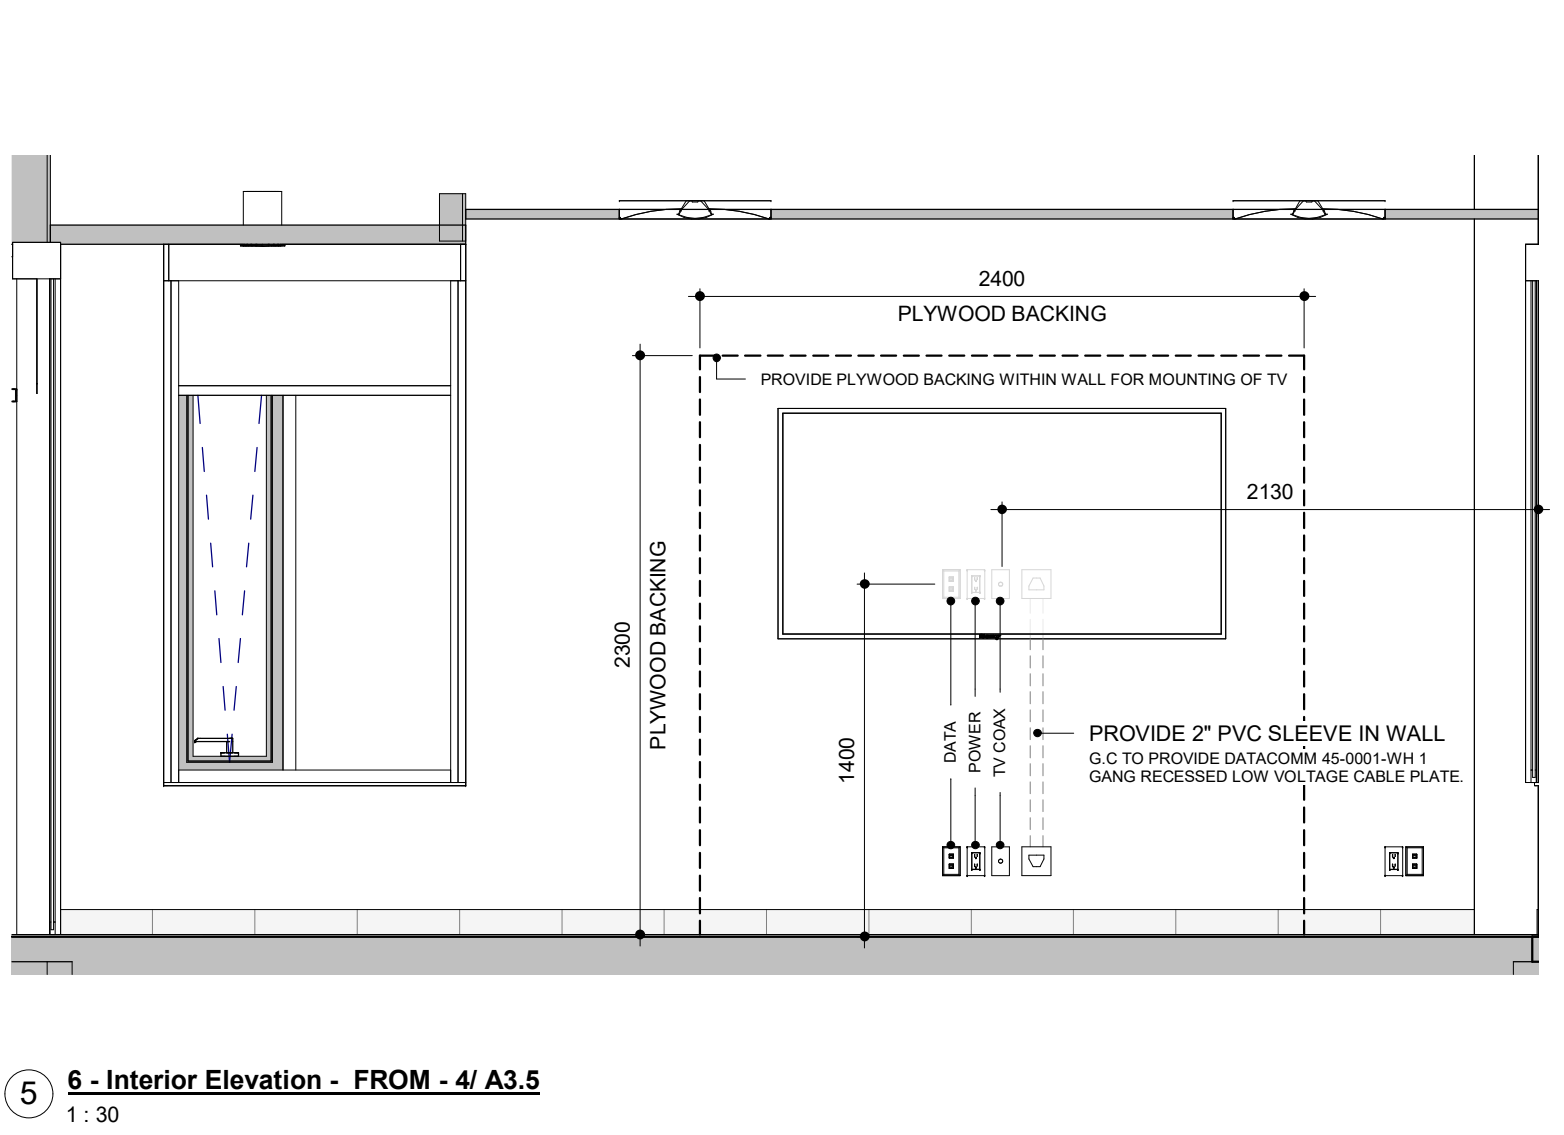 2400
PLYWOOD BACKING
PROVIDE PLYWOOD BACKING WITHIN WALL FOR MOUNTING OF TV
2130
2300
PLYWOOD BACKING
1400
DATA
POWER
TV COAX
PROVIDE 2" PVC SLEEVE IN WALL
G.C TO PROVIDE DATACOMM 45-0001-WH 1
GANG RECESSED LOW VOLTAGE CABLE PLATE.
5
6 - Interior Elevation - FROM - 4/ A3.5
1 : 30